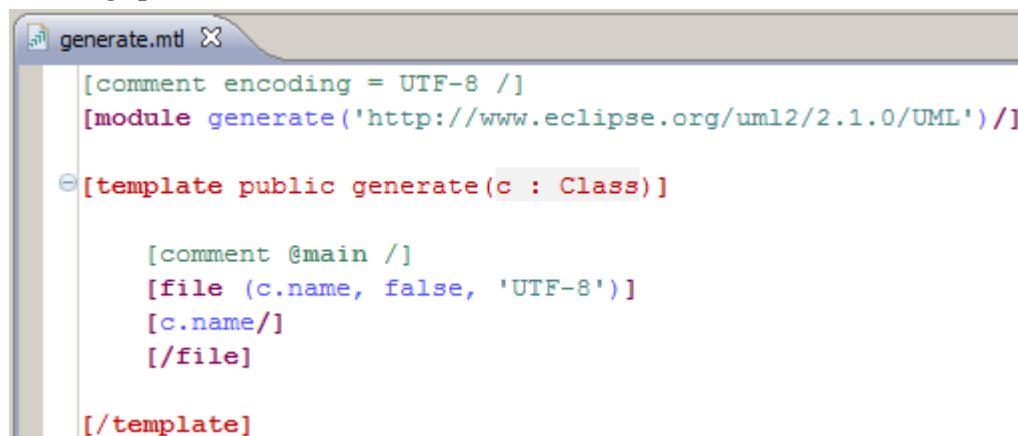 generate.mtl
[comment encoding = UTF-8 /]
[module generate('http://www.eclipse.org/uml2/2.1.0/UML')/]
[template public generate(c : Class)]
[comment @main /]
[file (c.name, false, 'UTF-8')]
[c.name/]
[/file]
[/template]